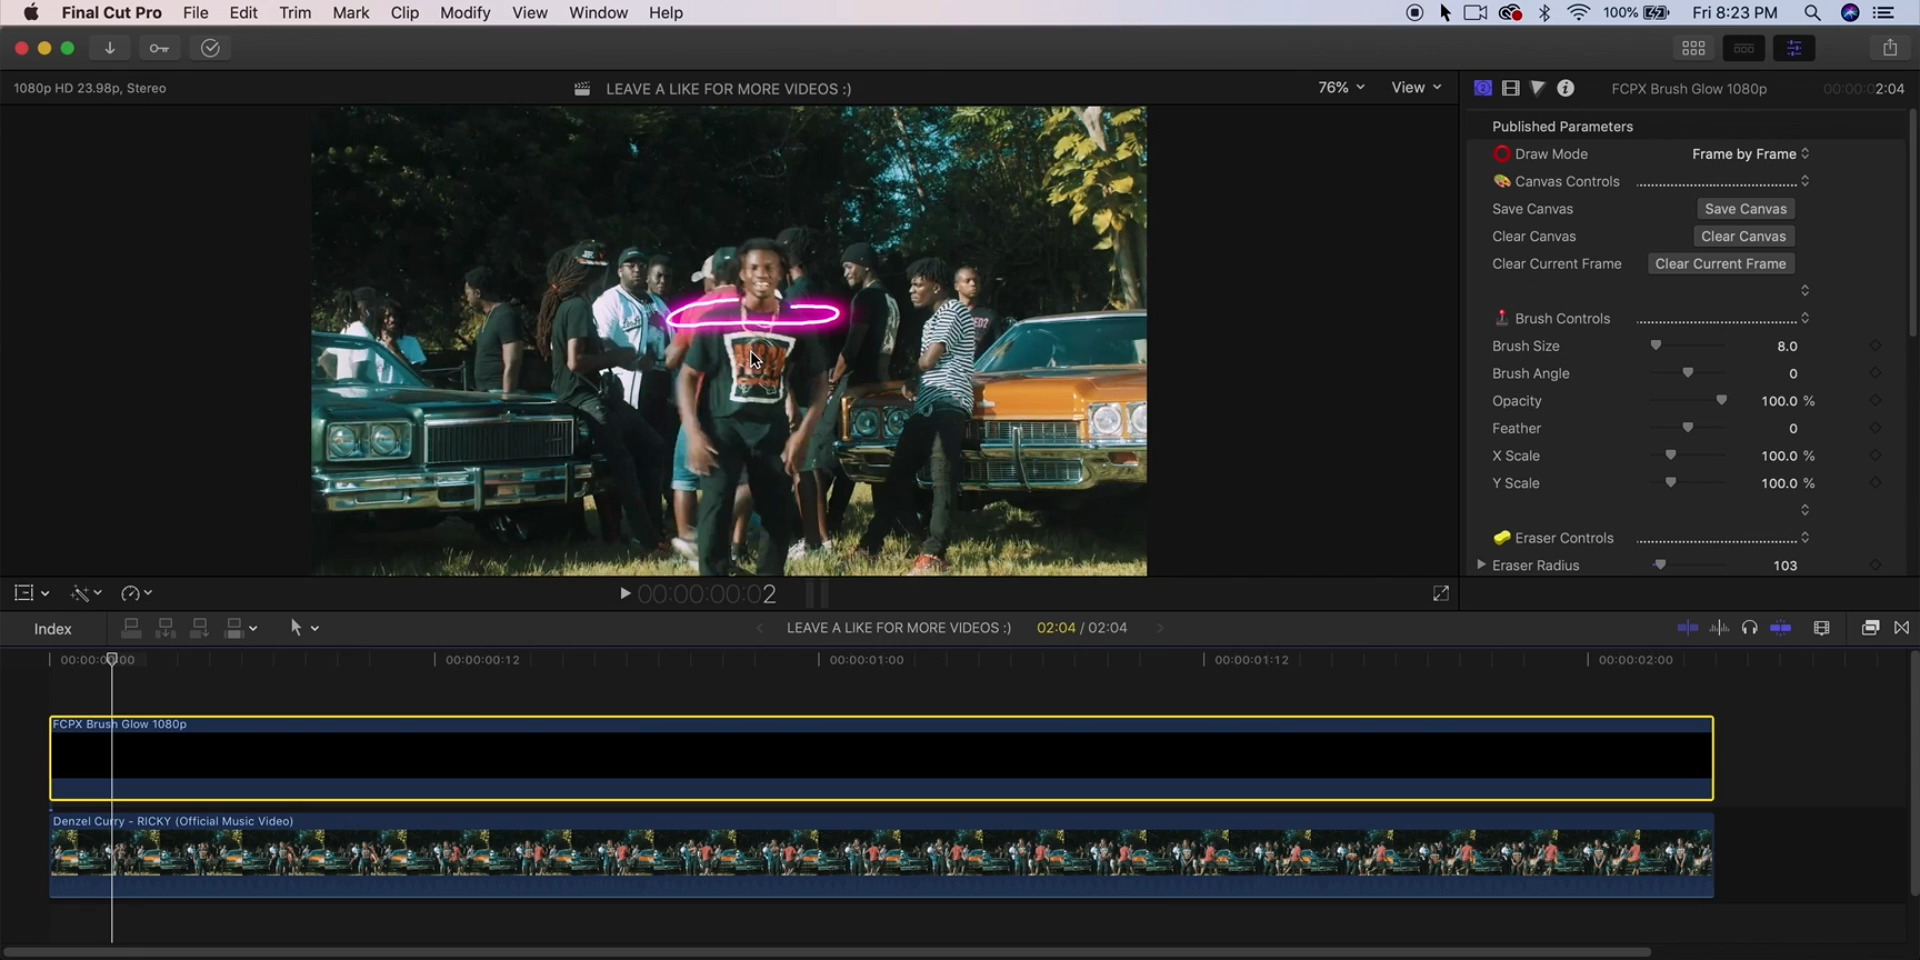 Final Cut Pro File Edit Trim Mark Clip Modify View Window Help 100% Fri 8:23 PM
1080p HD 23.98p, Stereo LEAVE A LIKE FOR MORE VIDEOS :) 76% View FCPX Brush Glow 1080p 00:00:02:04
Published Parameters
Draw Mode Frame by Frame
Canvas Controls
Save Canvas Save Canvas
Clear Canvas Clear Canvas
Clear Current Frame Clear Current Frame
Brush Controls
Brush Size 8.0
Brush Angle 0
Opacity 100.0 %
Feather 0
X Scale 100.0 %
Y Scale 100.0 %
Eraser Controls
Eraser Radius 103
00:00:00:02
Index LEAVE A LIKE FOR MORE VIDEOS :) 02:04 / 02:04
00:00:00:00 00:00:00:12 00:00:01:00 00:00:01:12 00:00:02:00
FCPX Brush Glow 1080p
Denzel Curry - RICKY (Official Music Video)